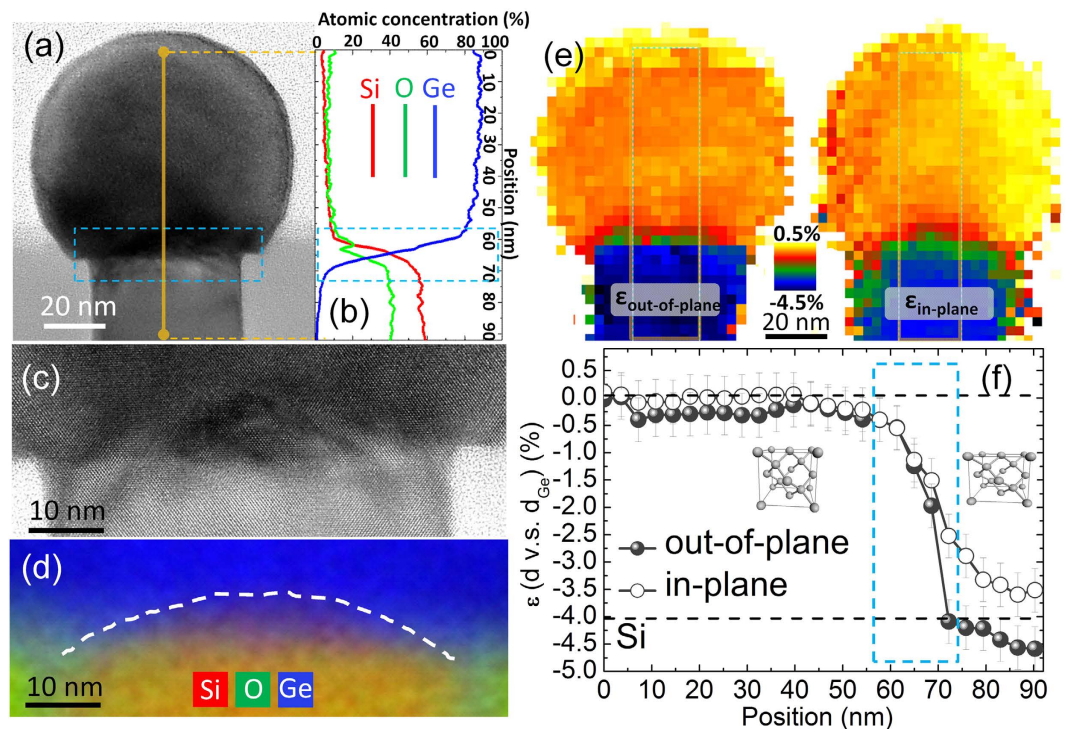 (a)
20 nm
Atomic concentration (%)
0 20 40 60 80 100
Si O Ge
0 10 20 30 40 50 60 70 80 90
Position (nm)
(b)
(c)
10 nm
(d)
10 nm
Si O Ge
(e)
0.5%
-4.5%
20 nm
εout-of-plane
εin-plane
(f)
ε (d v.s. dGe) (%)
0.5
0.0
-0.5
-1.0
-1.5
-2.0
-2.5
-3.0
-3.5
-4.0
-4.5
-5.0
out-of-plane
in-plane
Si
0 10 20 30 40 50 60 70 80 90
Position (nm)